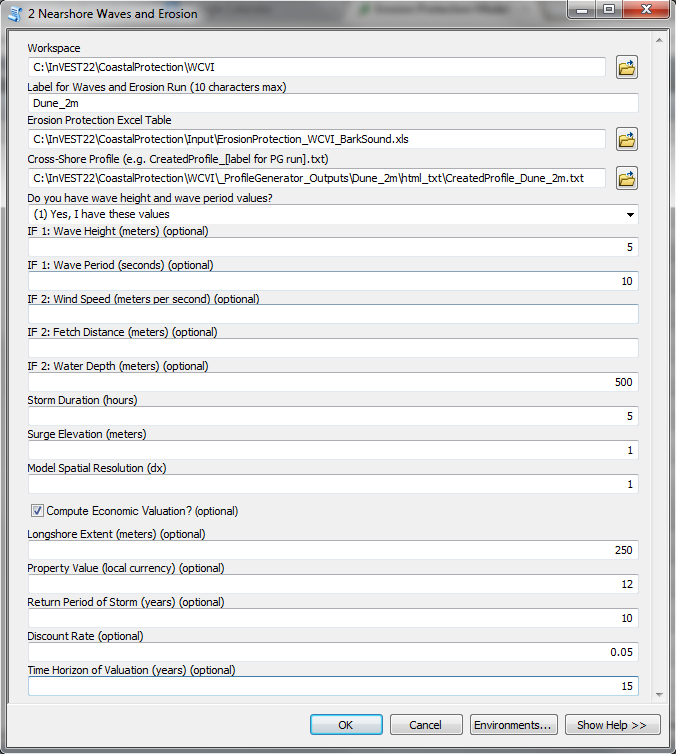 2 Nearshore Waves and Erosion
Workspace
C:\InVEST22\CoastalProtection\WCVI
Label for Waves and Erosion Run (10 characters max)
Dune_2m
Erosion Protection Excel Table
C:\InVEST22\CoastalProtection\Input\ErosionProtection_WCVI_BarkSound.xls
Cross-Shore Profile (e.g. CreatedProfile_[label for PG run].txt)
C:\InVEST22\CoastalProtection\WCVI\_ProfileGenerator_Outputs\Dune_2m\html_txt\CreatedProfile_Dune_2m.txt
Do you have wave height and wave period values?
(1) Yes, I have these values
IF 1: Wave Height (meters) (optional)
5
IF 1: Wave Period (seconds) (optional)
10
IF 2: Wind Speed (meters per second) (optional)
IF 2: Fetch Distance (meters) (optional)
IF 2: Water Depth (meters) (optional)
500
Storm Duration (hours)
5
Surge Elevation (meters)
1
Model Spatial Resolution (dx)
1
Compute Economic Valuation? (optional)
Longshore Extent (meters) (optional)
250
Property Value (local currency) (optional)
12
Return Period of Storm (years) (optional)
10
Discount Rate (optional)
0.05
Time Horizon of Valuation (years) (optional)
15
OK Cancel Environments... Show Help >>